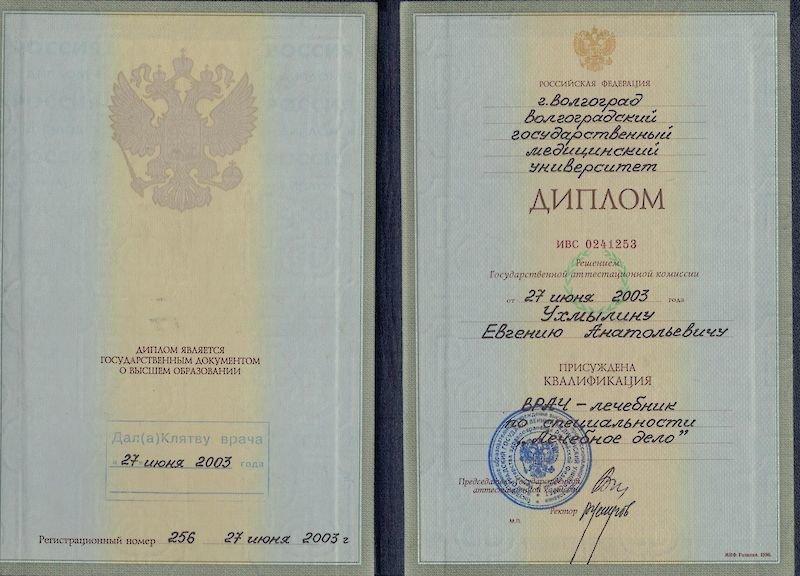 ДИПЛОМ ЯВЛЯЕТСЯ
ГОСУДАРСТВЕННЫМ ДОКУМЕНТОМ
О ВЫСШЕМ ОБРАЗОВАНИИ
Дал(а)Клятву врача
27 июня 2003 года
Регистрационный номер 256 27 июня 2003 г
РОССИЙСКАЯ ФЕДЕРАЦИЯ
г. Волгоград
Волгоградский
государственный
медицинский
университет
ДИПЛОМ
ИВС 0241253
Решением
Государственной аттестационной комиссии
от 27 июня 2003 года
Ухмылину
Евгению Анатольевичу
ПРИСУЖДЕНА
КВАЛИФИКАЦИЯ
ВРАЧ – лечебник
по специальности
„Лечебное дело"
Председатель Государственной
аттестационной комиссии
Ректор
М.П.